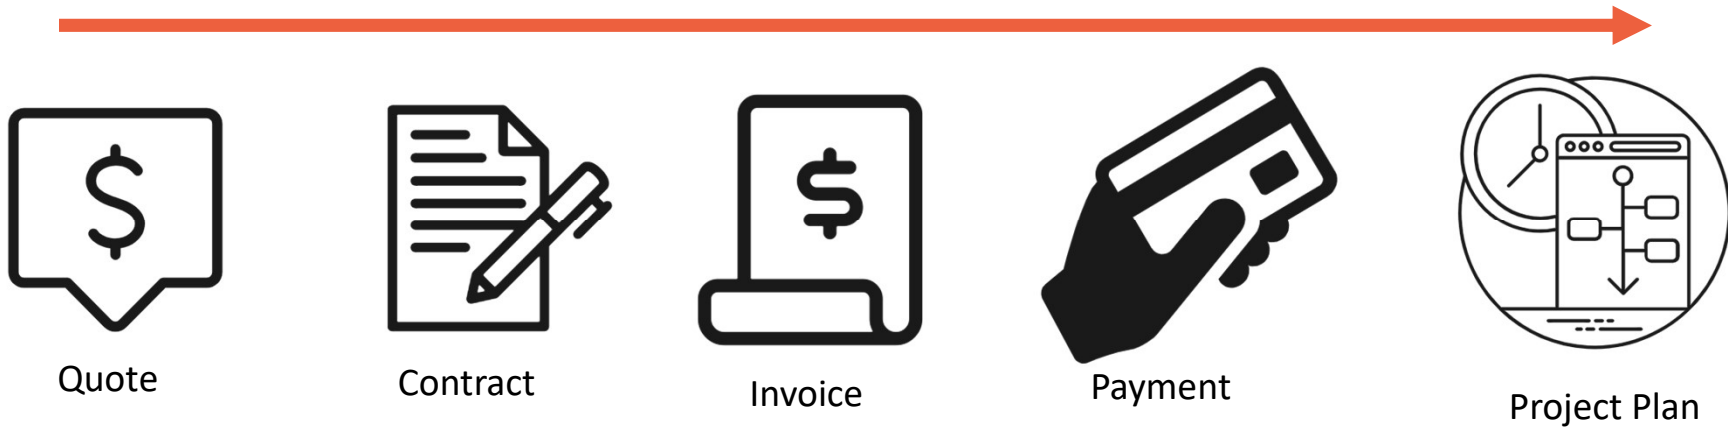 Quote
Contract
Invoice
Payment
Project Plan